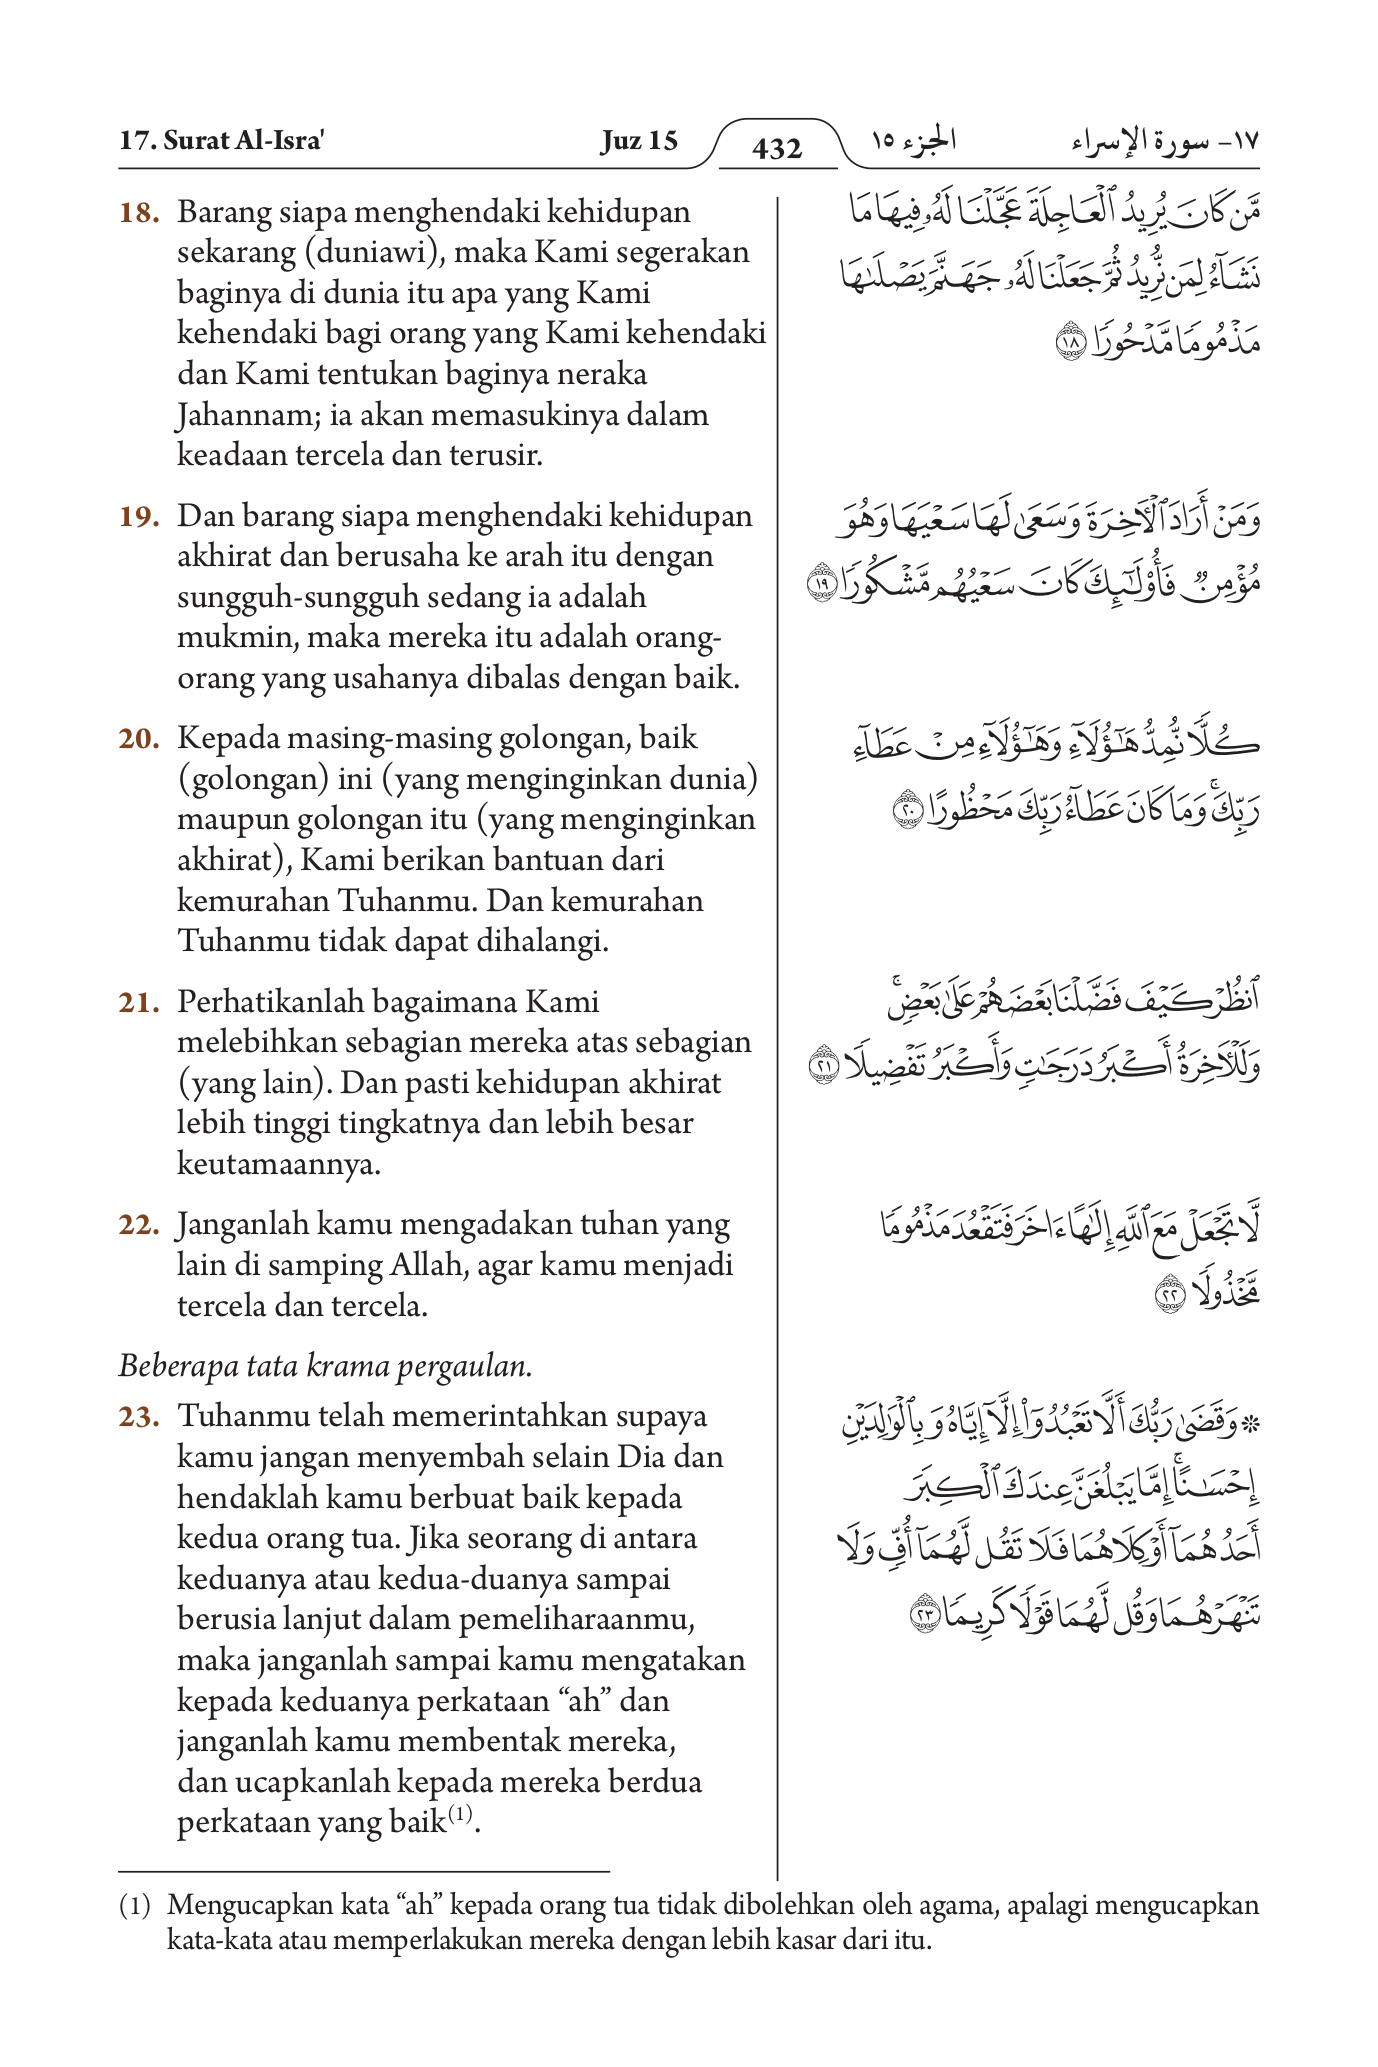 17. Surat Al-Isra'
Juz 15
432
الجزء ١٥
١٧- سورة الإسراء
18. Barang siapa menghendaki kehidupan
sekarang (duniawi), maka Kami segerakan
baginya di dunia itu apa yang Kami
kehendaki bagi orang yang Kami kehendaki
dan Kami tentukan baginya neraka
Jahannam; ia akan memasukinya dalam
keadaan tercela dan terusir.
19. Dan barang siapa menghendaki kehidupan
akhirat dan berusaha ke arah itu dengan
sungguh-sungguh sedang ia adalah
mukmin, maka mereka itu adalah orang-
orang yang usahanya dibalas dengan baik.
20. Kepada masing-masing golongan, baik
(golongan) ini (yang menginginkan dunia)
maupun golongan itu (yang menginginkan
akhirat), Kami berikan bantuan dari
kemurahan Tuhanmu. Dan kemurahan
Tuhanmu tidak dapat dihalangi.
21. Perhatikanlah bagaimana Kami
melebihkan sebagian mereka atas sebagian
(yang lain). Dan pasti kehidupan akhirat
lebih tinggi tingkatnya dan lebih besar
keutamaannya.
22. Janganlah kamu mengadakan tuhan yang
lain di samping Allah, agar kamu menjadi
tercela dan tercela.
Beberapa tata krama pergaulan.
23. Tuhanmu telah memerintahkan supaya
kamu jangan menyembah selain Dia dan
hendaklah kamu berbuat baik kepada
kedua orang tua. Jika seorang di antara
keduanya atau kedua-duanya sampai
berusia lanjut dalam pemeliharaanmu,
maka janganlah sampai kamu mengatakan
kepada keduanya perkataan “ah” dan
janganlah kamu membentak mereka,
dan ucapkanlah kepada mereka berdua
perkataan yang baik(1).
مَّن كَانَ يُرِيدُ ٱلْعَاجِلَةَ عَجَّلْنَا لَهُۥ فِيهَا مَا
نَشَآءُ لِمَن نُّرِيدُ ثُمَّ جَعَلْنَا لَهُۥ جَهَنَّمَ يَصْلَىٰهَا
مَذْمُومًا مَّدْحُورًا ١٨
وَمَنْ أَرَادَ ٱلْءَاخِرَةَ وَسَعَىٰ لَهَا سَعْيَهَا وَهُوَ
مُؤْمِنٌ فَأُو۟لَـٰٓئِكَ كَانَ سَعْيُهُم مَّشْكُورًا ١٩
كُلًّا نُّمِدُّ هَـٰٓؤُلَآءِ وَهَـٰٓؤُلَآءِ مِنْ عَطَآءِ
رَبِّكَ ۚ وَمَا كَانَ عَطَآءُ رَبِّكَ مَحْظُورًا ٢٠
ٱنظُرْ كَيْفَ فَضَّلْنَا بَعْضَهُمْ عَلَىٰ بَعْضٍ ۚ
وَلَلْءَاخِرَةُ أَكْبَرُ دَرَجَـٰتٍ وَأَكْبَرُ تَفْضِيلًا ٢١
لَّا تَجْعَلْ مَعَ ٱللَّهِ إِلَـٰهًا ءَاخَرَ فَتَقْعُدَ مَذْمُومًا
مَّخْذُولًا ٢٢
۞ وَقَضَىٰ رَبُّكَ أَلَّا تَعْبُدُوٓا۟ إِلَّآ إِيَّاهُ وَبِٱلْوَٰلِدَيْنِ
إِحْسَـٰنًا ۚ إِمَّا يَبْلُغَنَّ عِندَكَ ٱلْكِبَرَ
أَحَدُهُمَآ أَوْ كِلَاهُمَا فَلَا تَقُل لَّهُمَآ أُفٍّ وَلَا
تَنْهَرْهُمَا وَقُل لَّهُمَا قَوْلًا كَرِيمًا ٢٣
(1) Mengucapkan kata “ah” kepada orang tua tidak dibolehkan oleh agama, apalagi mengucapkan
kata-kata atau memperlakukan mereka dengan lebih kasar dari itu.